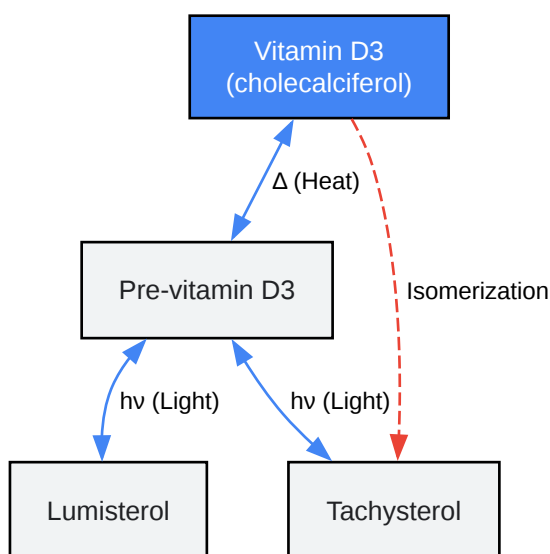 Vitamin D3
(cholecalciferol)
Δ (Heat)
Pre-vitamin D3
Isomerization
hν (Light)
hν (Light)
Lumisterol
Tachysterol